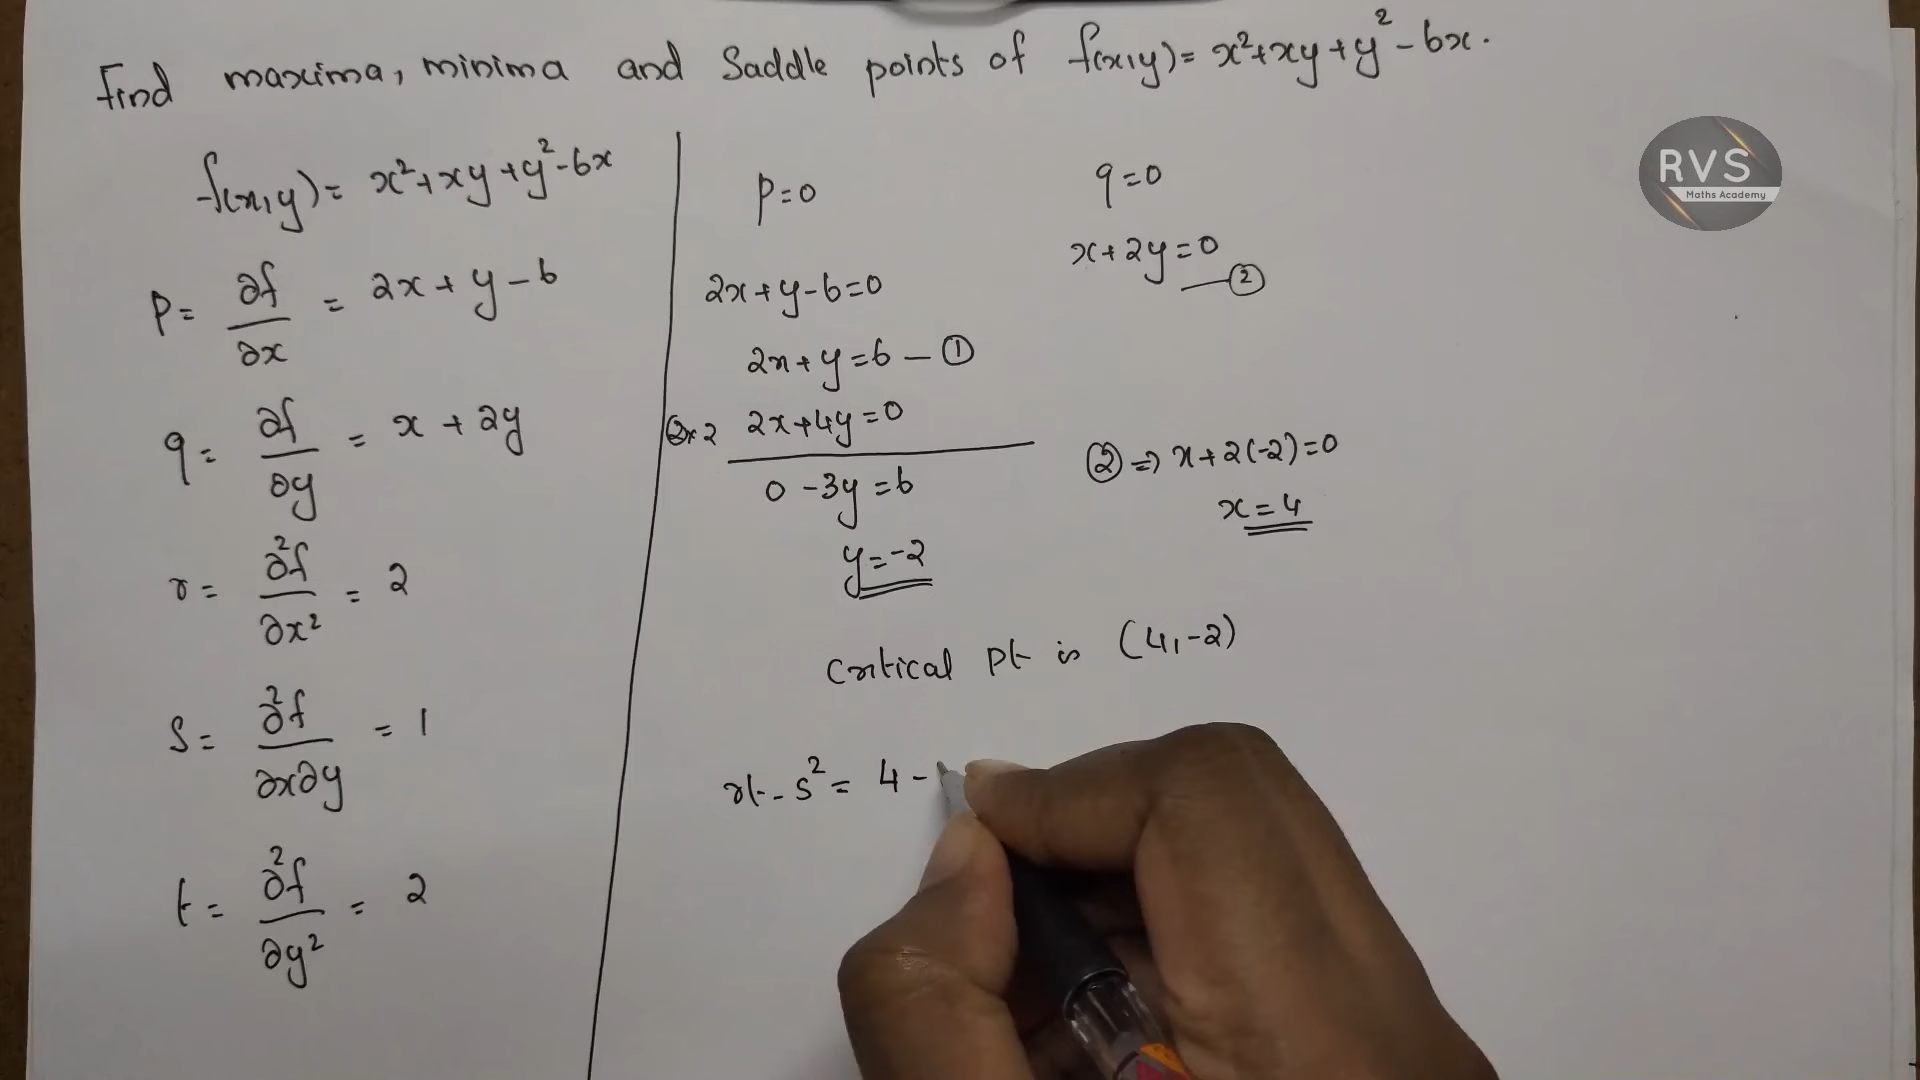 Find maxima, minima and Saddle points of f(x,y) = x²+xy+y²-6x.
f(x,y) = x²+xy+y²-6x
p = ∂f/∂x = 2x+y-6
q = ∂f/∂y = x+2y
r = ∂²f/∂x² = 2
s = ∂²f/∂x∂y = 1
t = ∂²f/∂y² = 2
p=0
2x+y-6=0
2x+y=6 — ①
②×2 2x+4y=0
0 -3y=6
y=-2
q=0
x+2y=0 — ②
② ⇒ x+2(-2)=0
x=4
Critical pt is (4,-2)
rt-s² = 4 -
RVS
Maths Academy